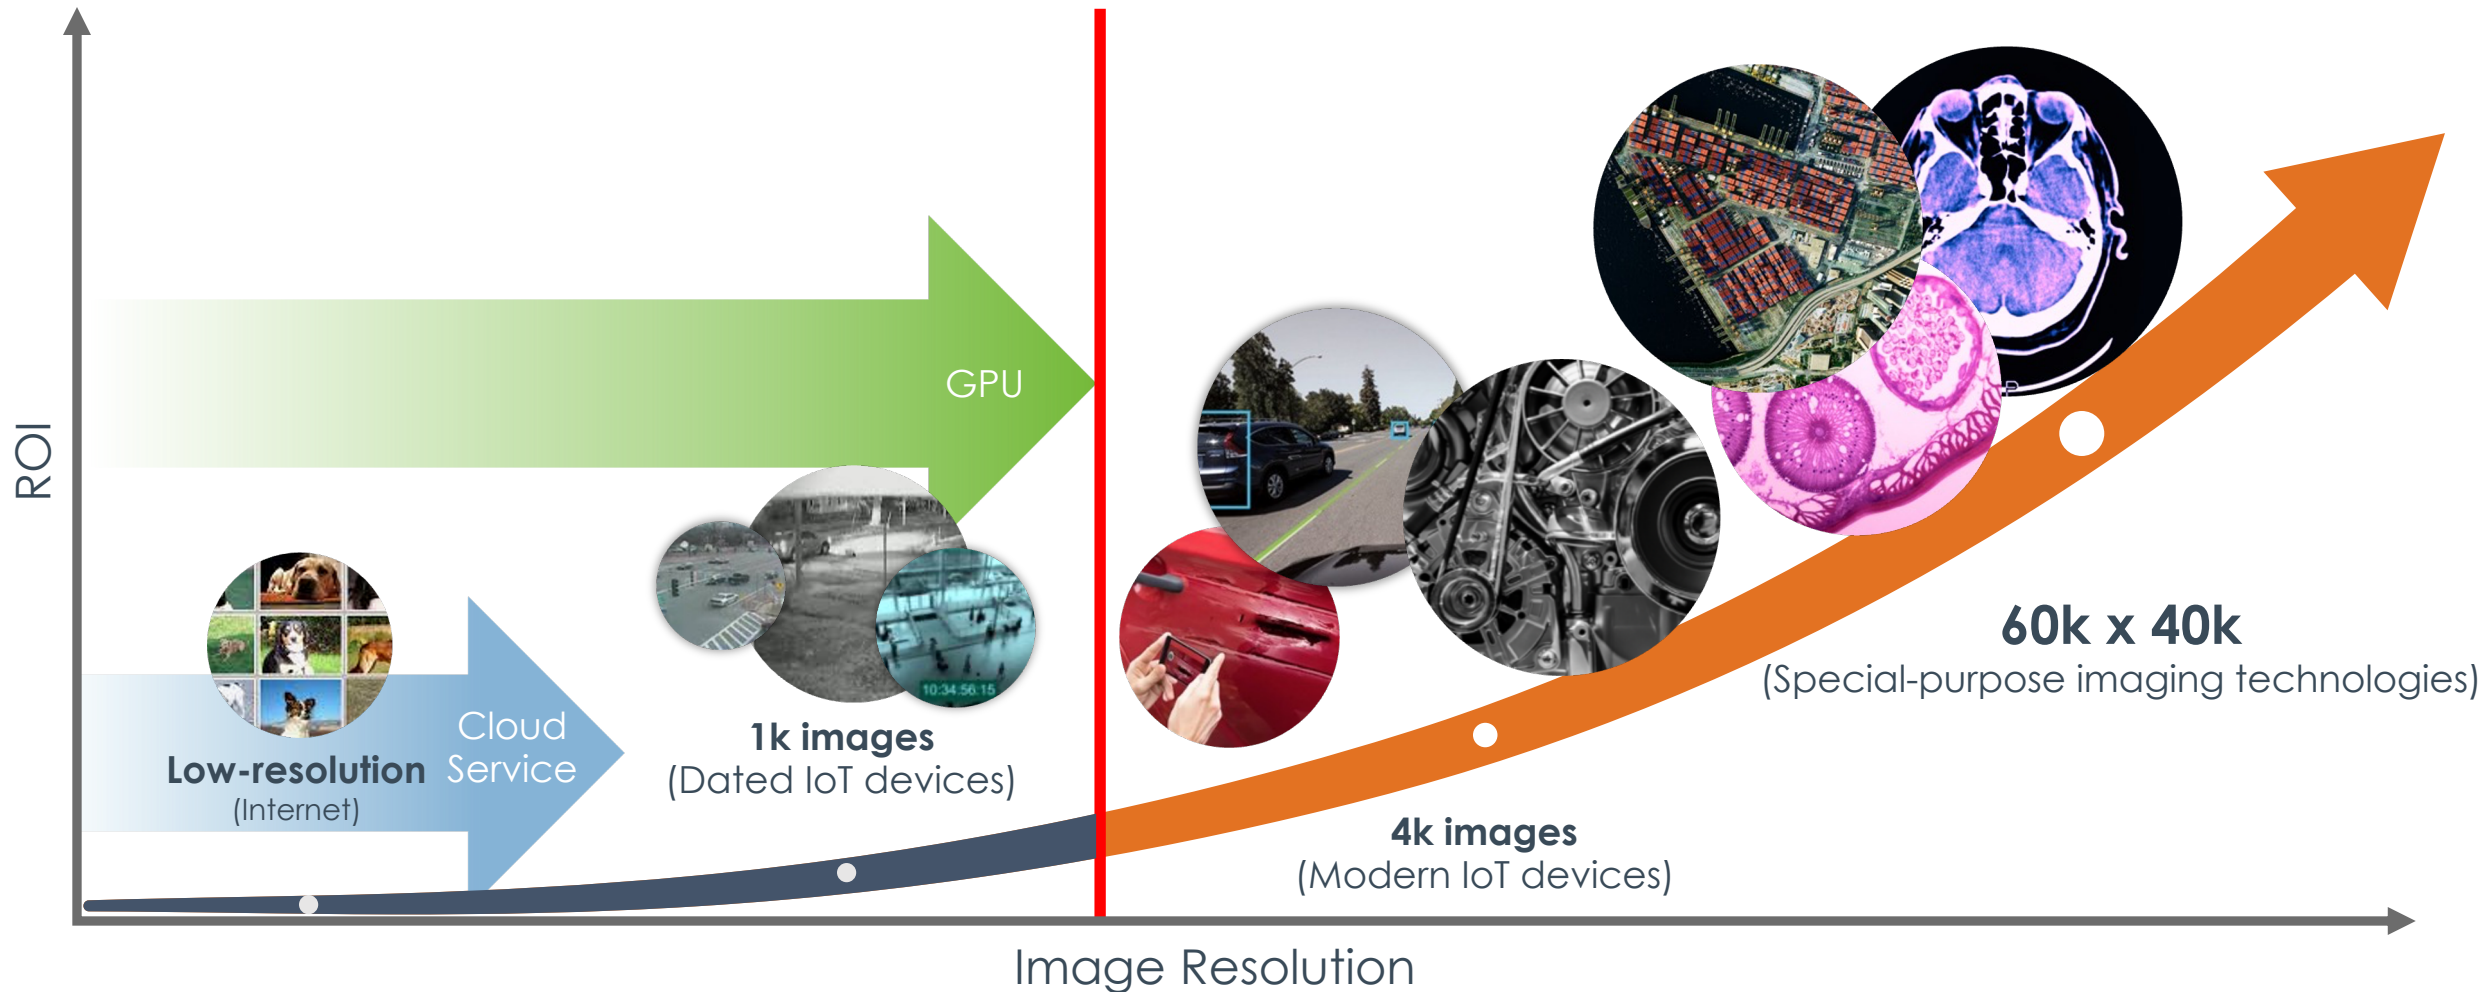 ROI
GPU
Cloud
Service
Low-resolution
(Internet)
10:34:56:15
1k images
(Dated IoT devices)
4k images
(Modern IoT devices)
P
60k x 40k
(Special-purpose imaging technologies)
Image Resolution